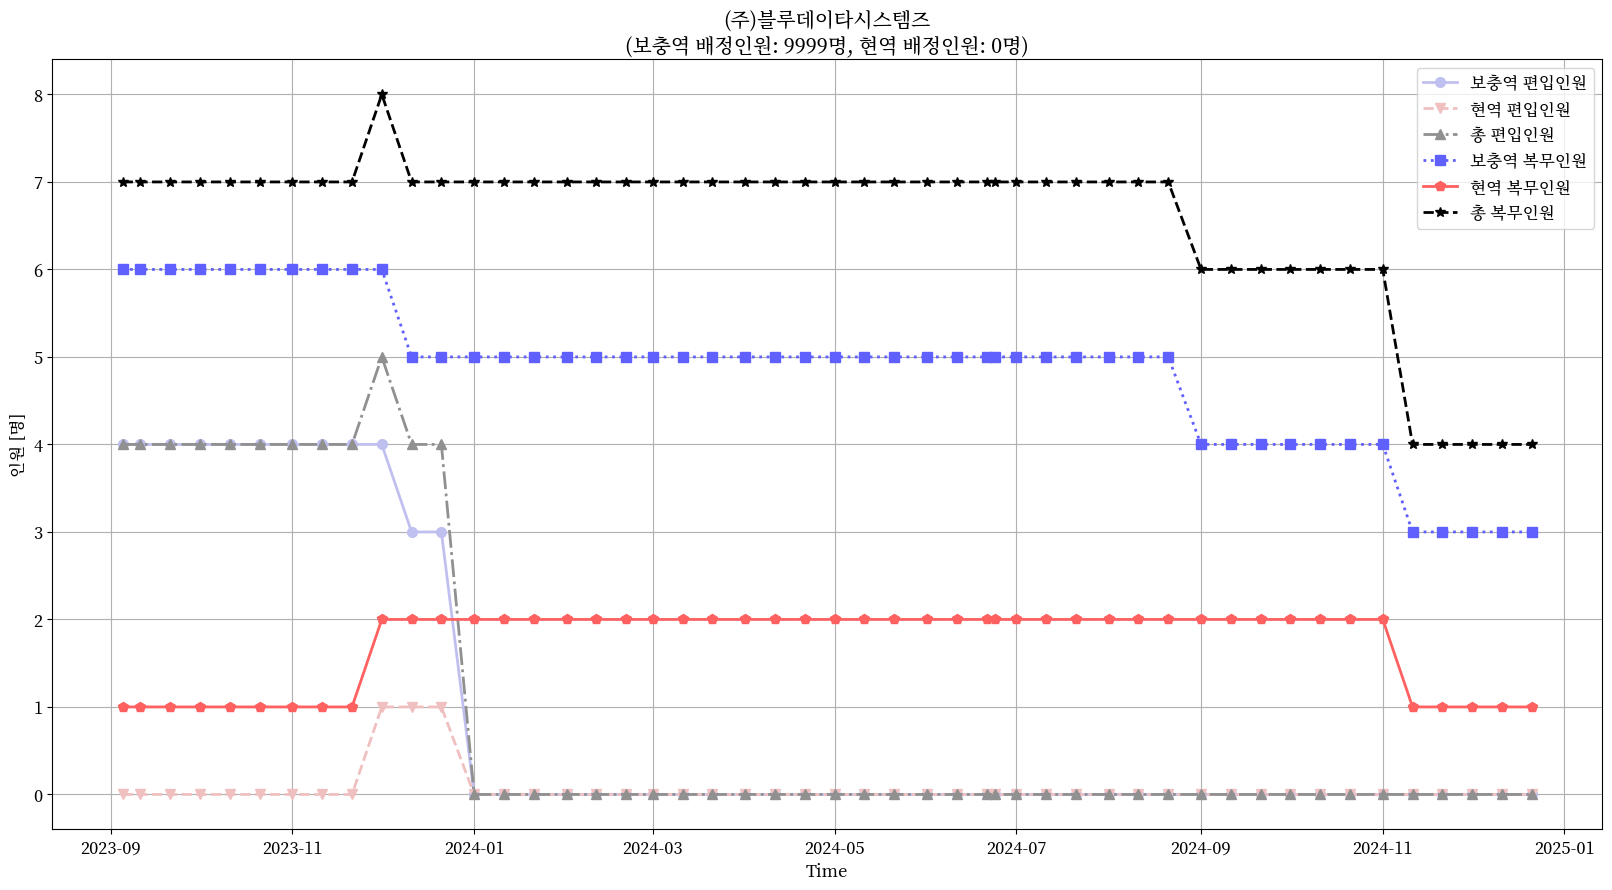 (주)블루데이타시스템즈
(보충역 배정인원: 9999명, 현역 배정인원: 0명)
보충역 편입인원
현역 편입인원
총 편입인원
보충역 복무인원
현역 복무인원
총 복무인원
인원 [명]
8
7
6
5
4
3
2
1
0
2023-09
2023-11
2024-01
2024-03
2024-05
2024-07
2024-09
2024-11
2025-01
Time